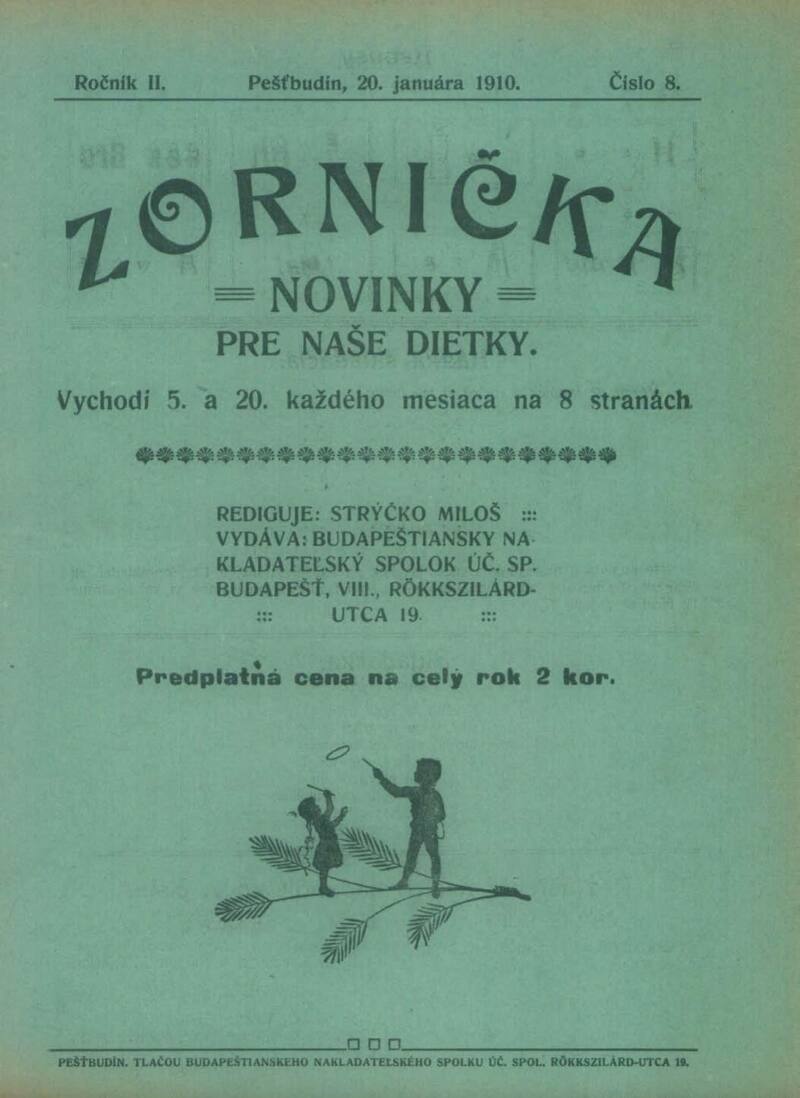 Ročník II. Pešťbudín, 20. januára 1910. Číslo 8.
ZORNIČKA
NOVINKY
PRE NAŠE DIETKY.
Vychodí 5. a 20. každého mesiaca na 8 stranách
REDIGUJE: STRÝČKO MILOŠ :::
VYDÁVA: BUDAPEŠTIANSKY NA-
KLADATEĽSKÝ SPOLOK ÚČ. SP.
BUDAPEŠŤ, VIII., RÖKKSZILÁRD-
::: UTCA 19. :::
Predplatná cena na celý rok 2 kor.
PEŠŤBUDÍN. TLAČOU BUDAPEŠTIANSKEHO NAKLADATEĽSKÉHO SPOLKU ÚČ. SPOL. RÖKKSZILÁRD-UTCA 19.